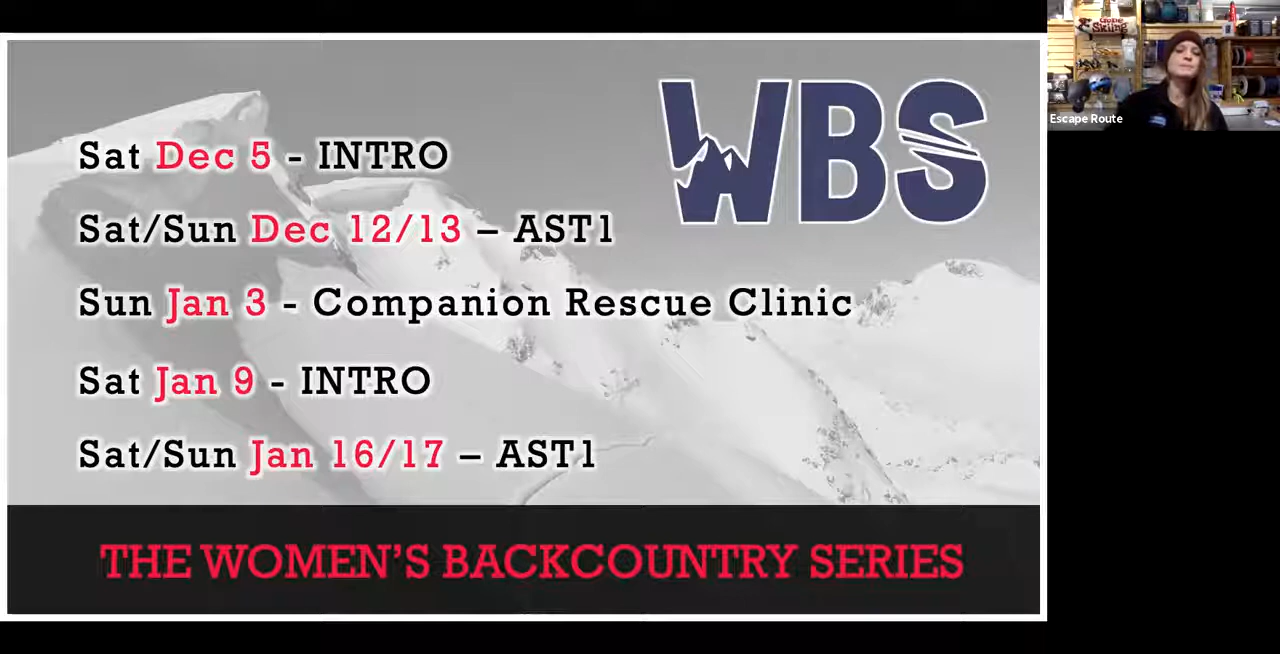 WBS
Sat Dec 5 - INTRO
Sat/Sun Dec 12/13 – AST1
Sun Jan 3 - Companion Rescue Clinic
Sat Jan 9 - INTRO
Sat/Sun Jan 16/17 – AST1
THE WOMEN'S BACKCOUNTRY SERIES
Skiing
Escape Route